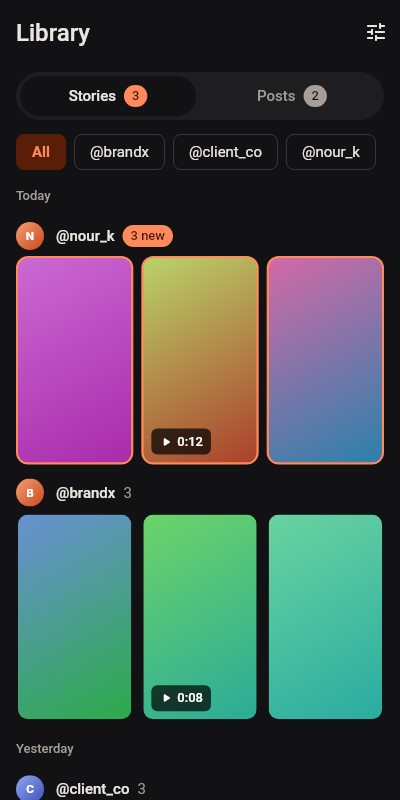 Library
Stories 3 Posts 2
All @brandx @client_co @nour_k
Today
N @nour_k 3 new
0:12
B @brandx 3
0:08
Yesterday
C @client_co 3